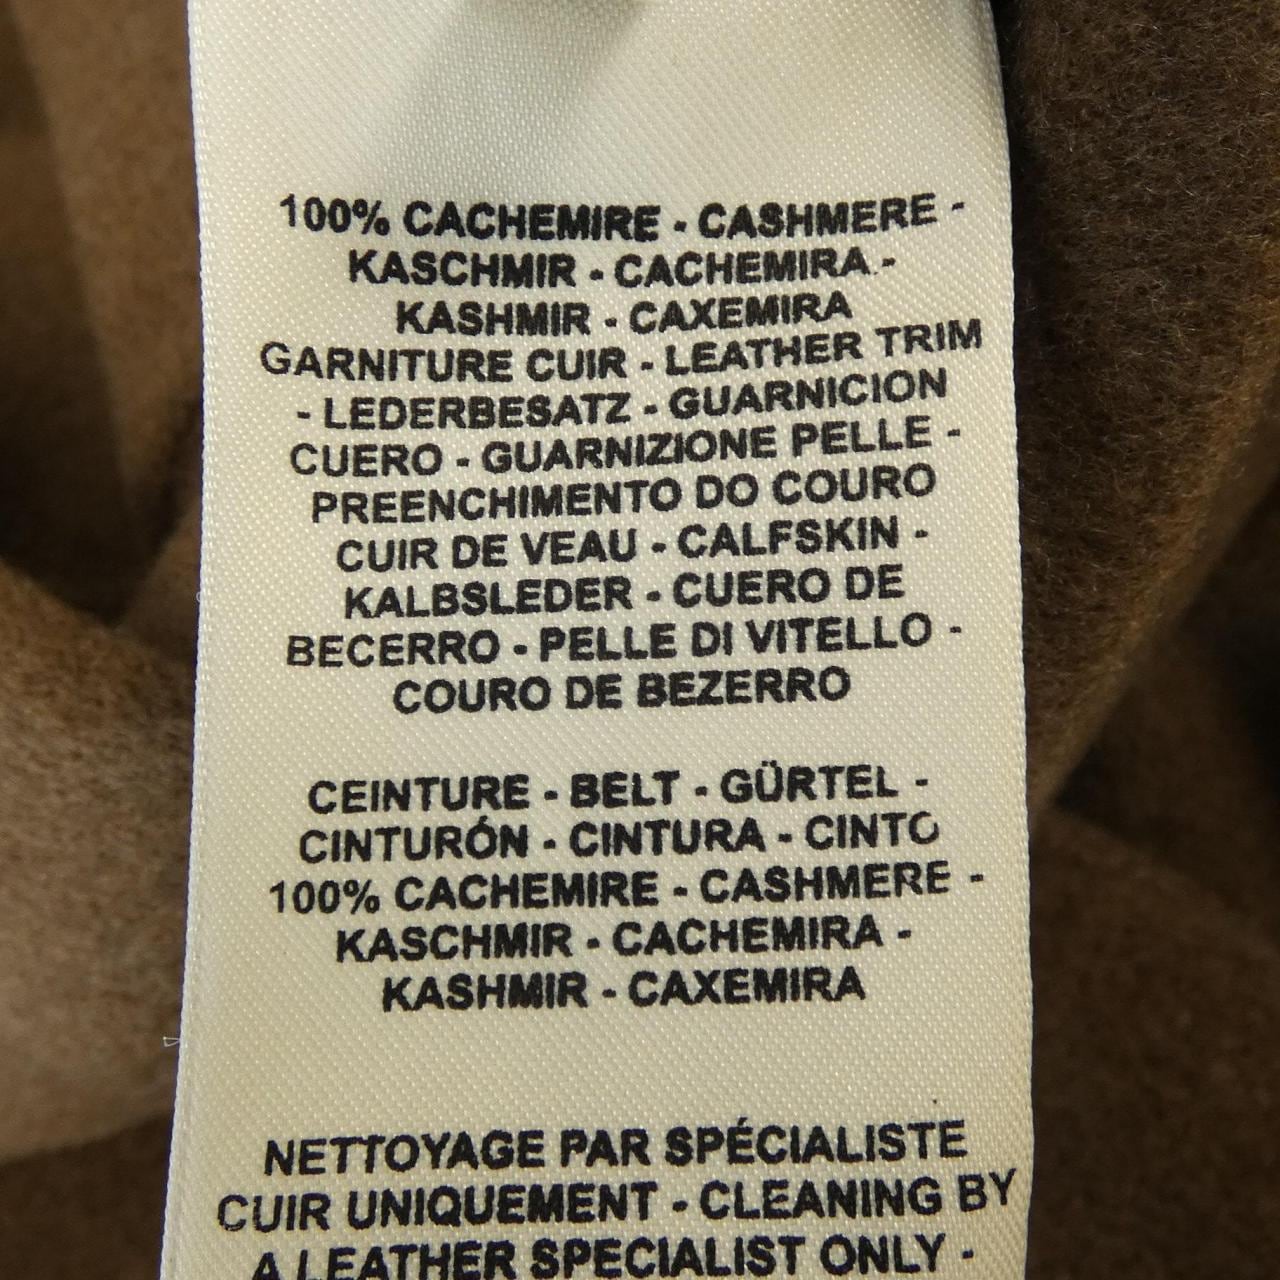 100% CACHEMIRE - CASHMERE -
KASCHMIR - CACHEMIRA -
KASHMIR - CAXEMIRA
GARNITURE CUIR - LEATHER TRIM
- LEDERBESATZ - GUARNICION
CUERO - GUARNIZIONE PELLE -
PREENCHIMENTO DO COURO
CUIR DE VEAU - CALFSKIN -
KALBSLEDER - CUERO DE
BECERRO - PELLE DI VITELLO -
COURO DE BEZERRO
CEINTURE - BELT - GÜRTEL -
CINTURÓN - CINTURA - CINTO
100% CACHEMIRE - CASHMERE -
KASCHMIR - CACHEMIRA -
KASHMIR - CAXEMIRA
NETTOYAGE PAR SPÉCIALISTE
CUIR UNIQUEMENT - CLEANING BY
A LEATHER SPECIALIST ONLY -